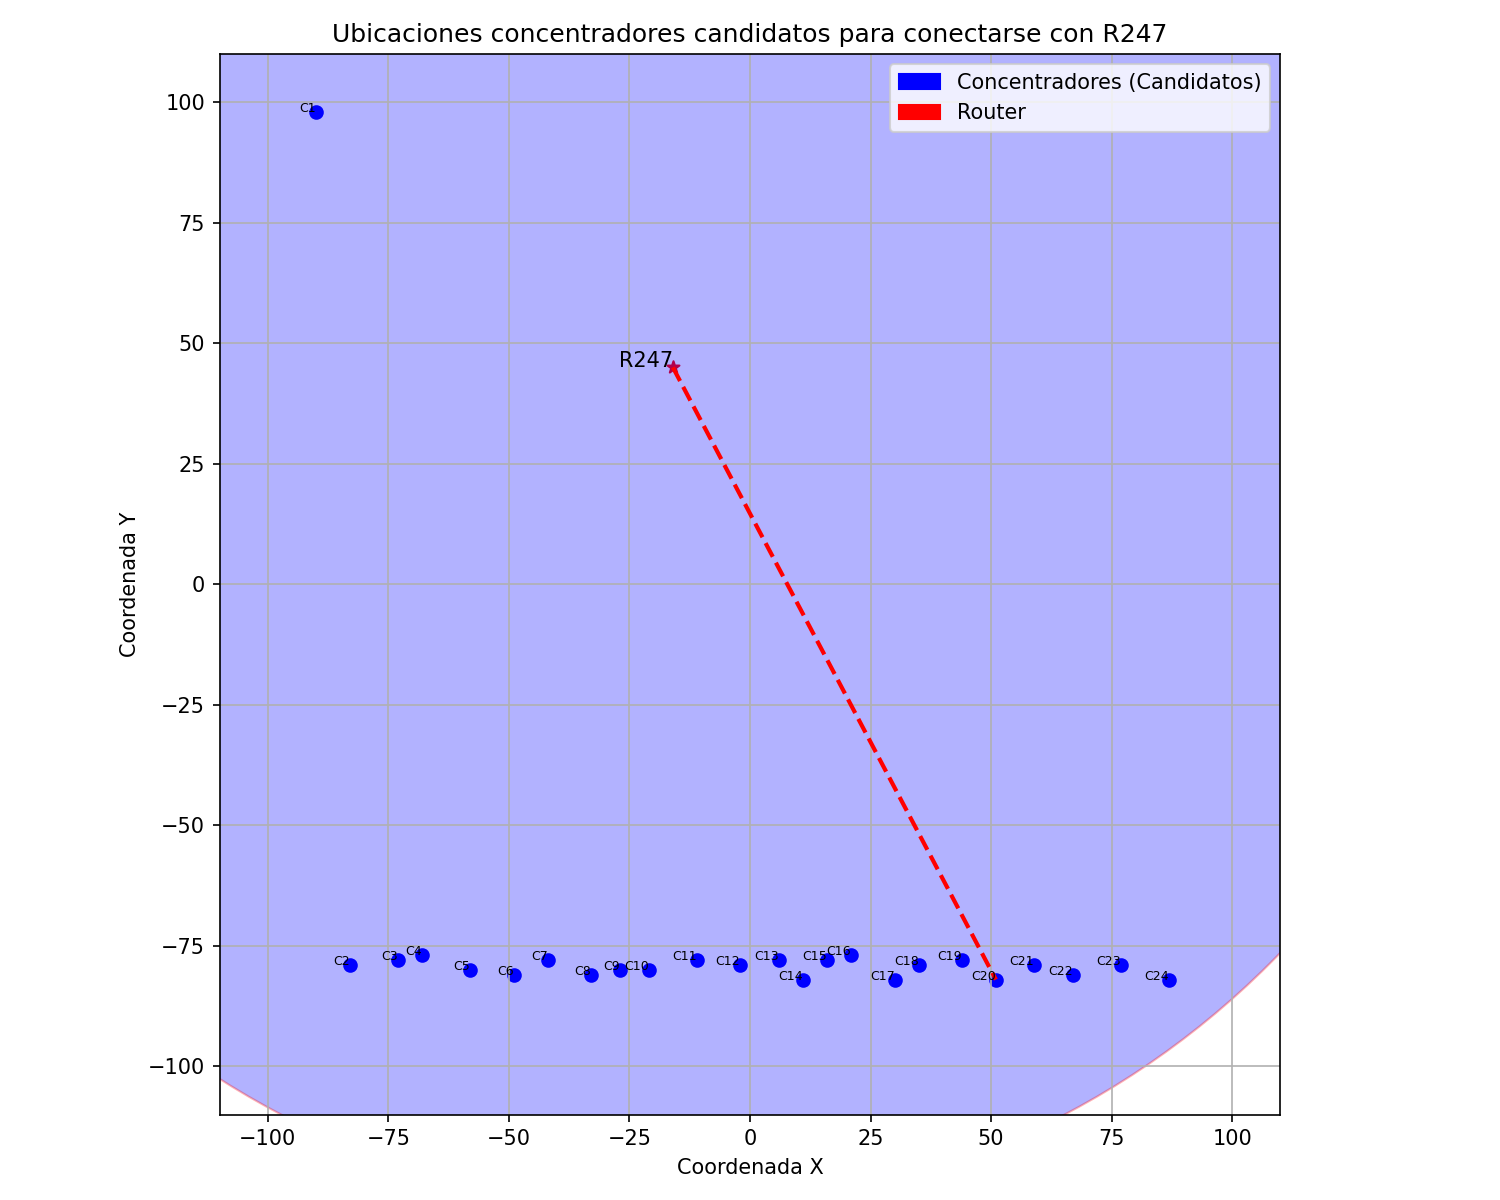 Ubicaciones concentradores candidatos para conectarse con R247
Concentradores (Candidatos)
Router
100
75
50
25
0
−25
−50
−75
−100
Coordenada Y
C1
R247
C2
C3
C4
C5
C6
C7
C8
C9
C10
C11
C12
C13
C14
C15
C16
C17
C18
C19
C20
C21
C22
C23
C24
−100
−75
−50
−25
0
25
50
75
100
Coordenada X